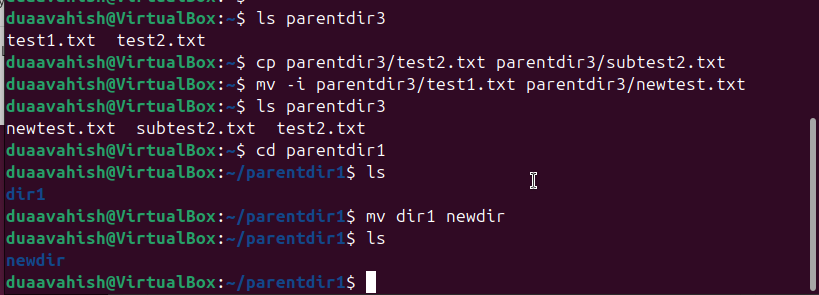 duaavahish@VirtualBox:~$ ls parentdir3
test1.txt  test2.txt
duaavahish@VirtualBox:~$ cp parentdir3/test2.txt parentdir3/subtest2.txt
duaavahish@VirtualBox:~$ mv -i parentdir3/test1.txt parentdir3/newtest.txt
duaavahish@VirtualBox:~$ ls parentdir3
newtest.txt  subtest2.txt  test2.txt
duaavahish@VirtualBox:~$ cd parentdir1
duaavahish@VirtualBox:~/parentdir1$ ls
dir1
duaavahish@VirtualBox:~/parentdir1$ mv dir1 newdir
duaavahish@VirtualBox:~/parentdir1$ ls
newdir
duaavahish@VirtualBox:~/parentdir1$